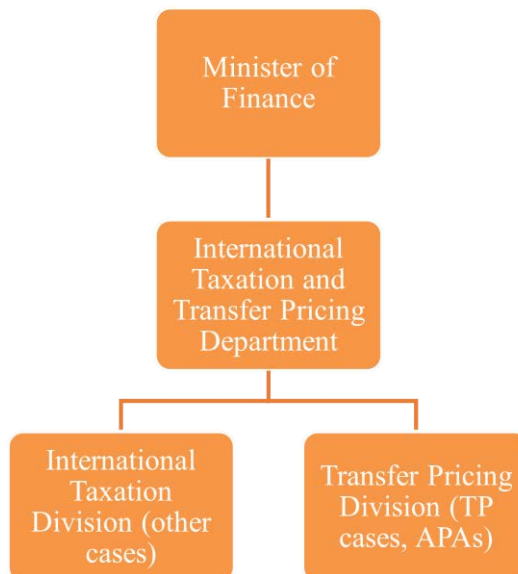 Minister of
Finance
International
Taxation and
Transfer Pricing
Department
International
Taxation
Division (other
cases)
Transfer Pricing
Division (TP
cases, APAs)